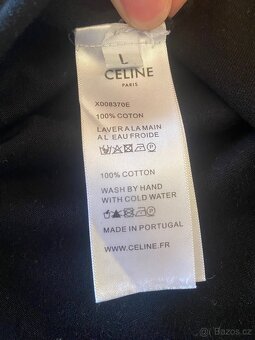 L
CELINE
PARIS
X008370E
100% COTON
LAVER A LA MAIN
A L EAU FROIDE
100% COTTON
WASH BY HAND
WITH COLD WATER
MADE IN PORTUGAL
WWW.CELINE.FR
Bazos.cz